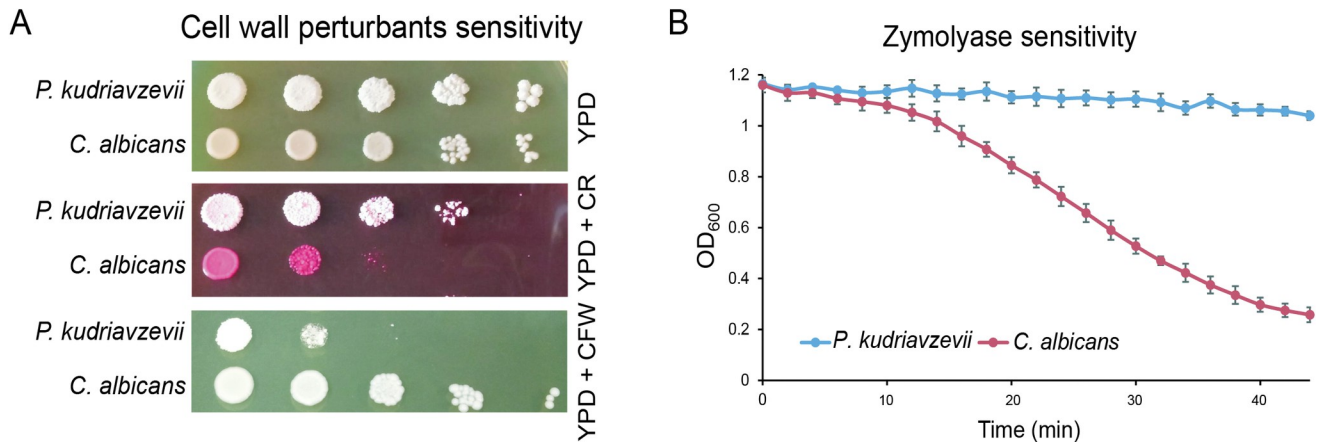 A
Cell wall perturbants sensitivity
P. kudriavzevii
C. albicans
YPD
P. kudriavzevii
C. albicans
YPD + CR
P. kudriavzevii
C. albicans
YPD + CFW
B
Zymolyase sensitivity
1.2
1
0.8
0.6
0.4
0.2
0
OD600
P. kudriavzevii C. albicans
0 10 20 30 40
Time (min)